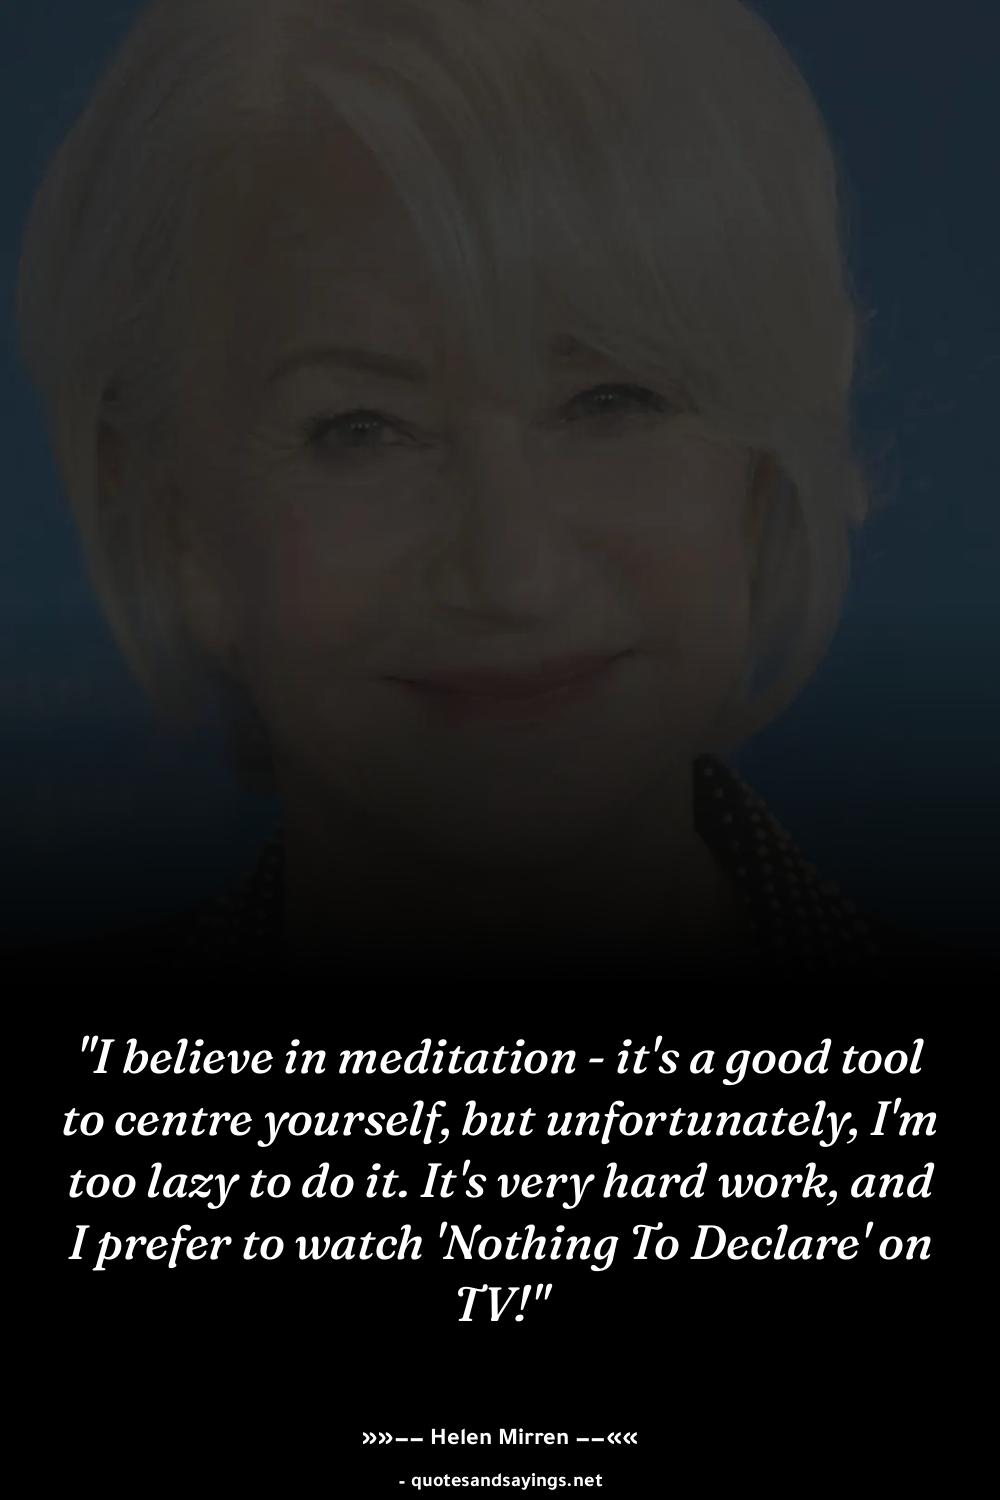 "I believe in meditation - it's a good tool
to centre yourself, but unfortunately, I'm
too lazy to do it. It's very hard work, and
I prefer to watch 'Nothing To Declare' on
TV!"
»»−− Helen Mirren −−««
- quotesandsayings.net